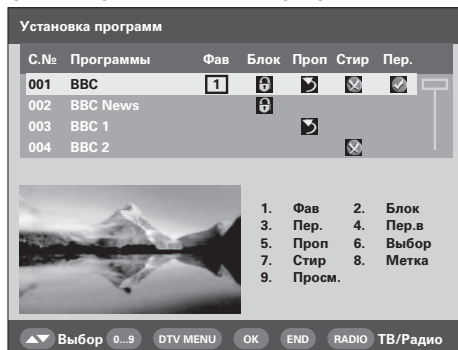 Установка программ
С.№ Программы Фав Блок Проп Стир Пер.
001 BBC 1
002 BBC News
003 BBC 1
004 BBC 2
1. Фав 2. Блок
3. Пер. 4. Пер.в
5. Проп 6. Выбор
7. Стир 8. Метка
9. Просм.
Выбор 0...9 DTV MENU OK END RADIO ТВ/Радио